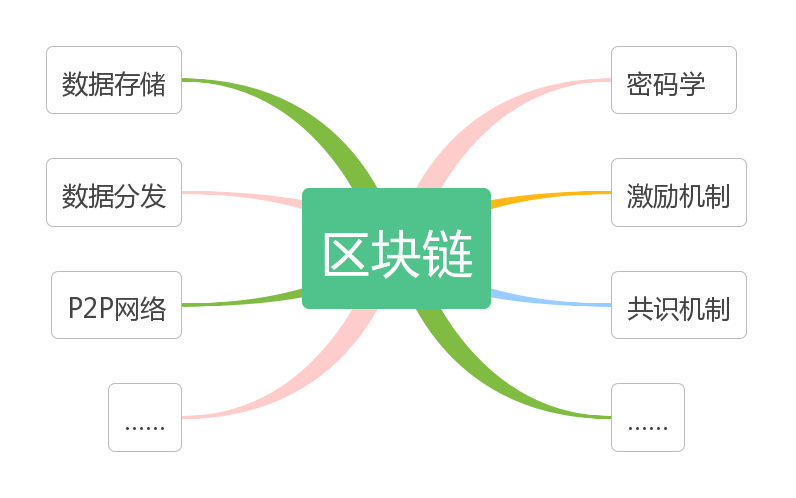 数据存储
数据分发
P2P网络
......
区块链
密码学
激励机制
共识机制
......